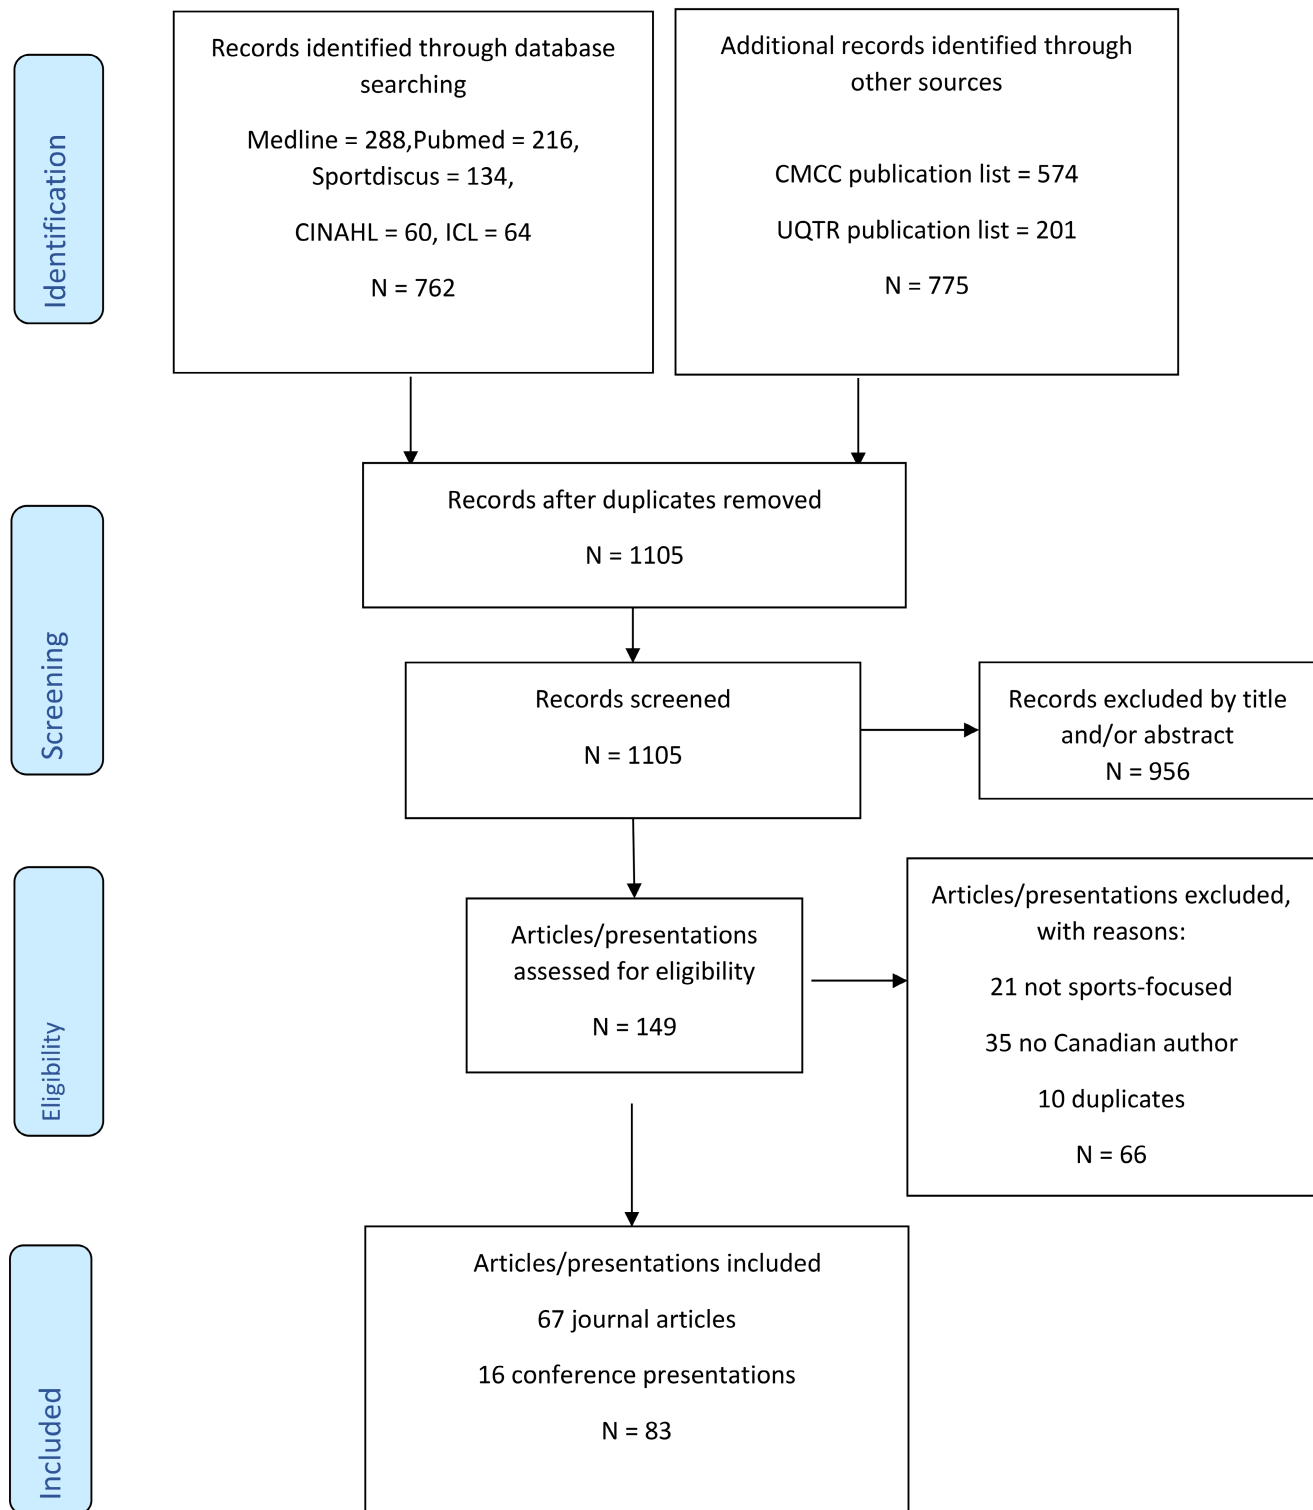 Identification
Records identified through database
searching
Medline = 288,Pubmed = 216,
Sportdiscus = 134,
CINAHL = 60, ICL = 64
N = 762
Additional records identified through
other sources
CMCC publication list = 574
UQTR publication list = 201
N = 775
Records after duplicates removed
N = 1105
Screening
Records screened
N = 1105
Records excluded by title
and/or abstract
N = 956
Eligibility
Articles/presentations
assessed for eligibility
N = 149
Articles/presentations excluded,
with reasons:
21 not sports-focused
35 no Canadian author
10 duplicates
N = 66
Included
Articles/presentations included
67 journal articles
16 conference presentations
N = 83